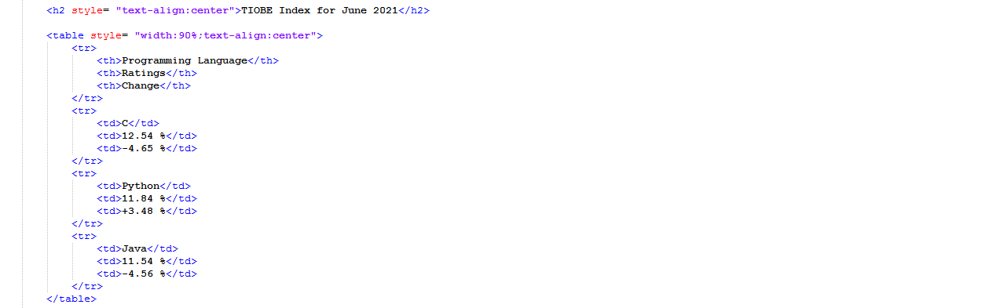 <h2 style= "text-align:center">TIOBE Index for June 2021</h2>
<table style= "width:90%;text-align:center">
<tr>
<th>Programming Language</th>
<th>Ratings</th>
<th>Change</th>
</tr>
<tr>
<td>C</td>
<td>12.54 %</td>
<td>-4.65 %</td>
</tr>
<tr>
<td>Python</td>
<td>11.84 %</td>
<td>+3.48 %</td>
</tr>
<tr>
<td>Java</td>
<td>11.54 %</td>
<td>-4.56 %</td>
</tr>
</table>